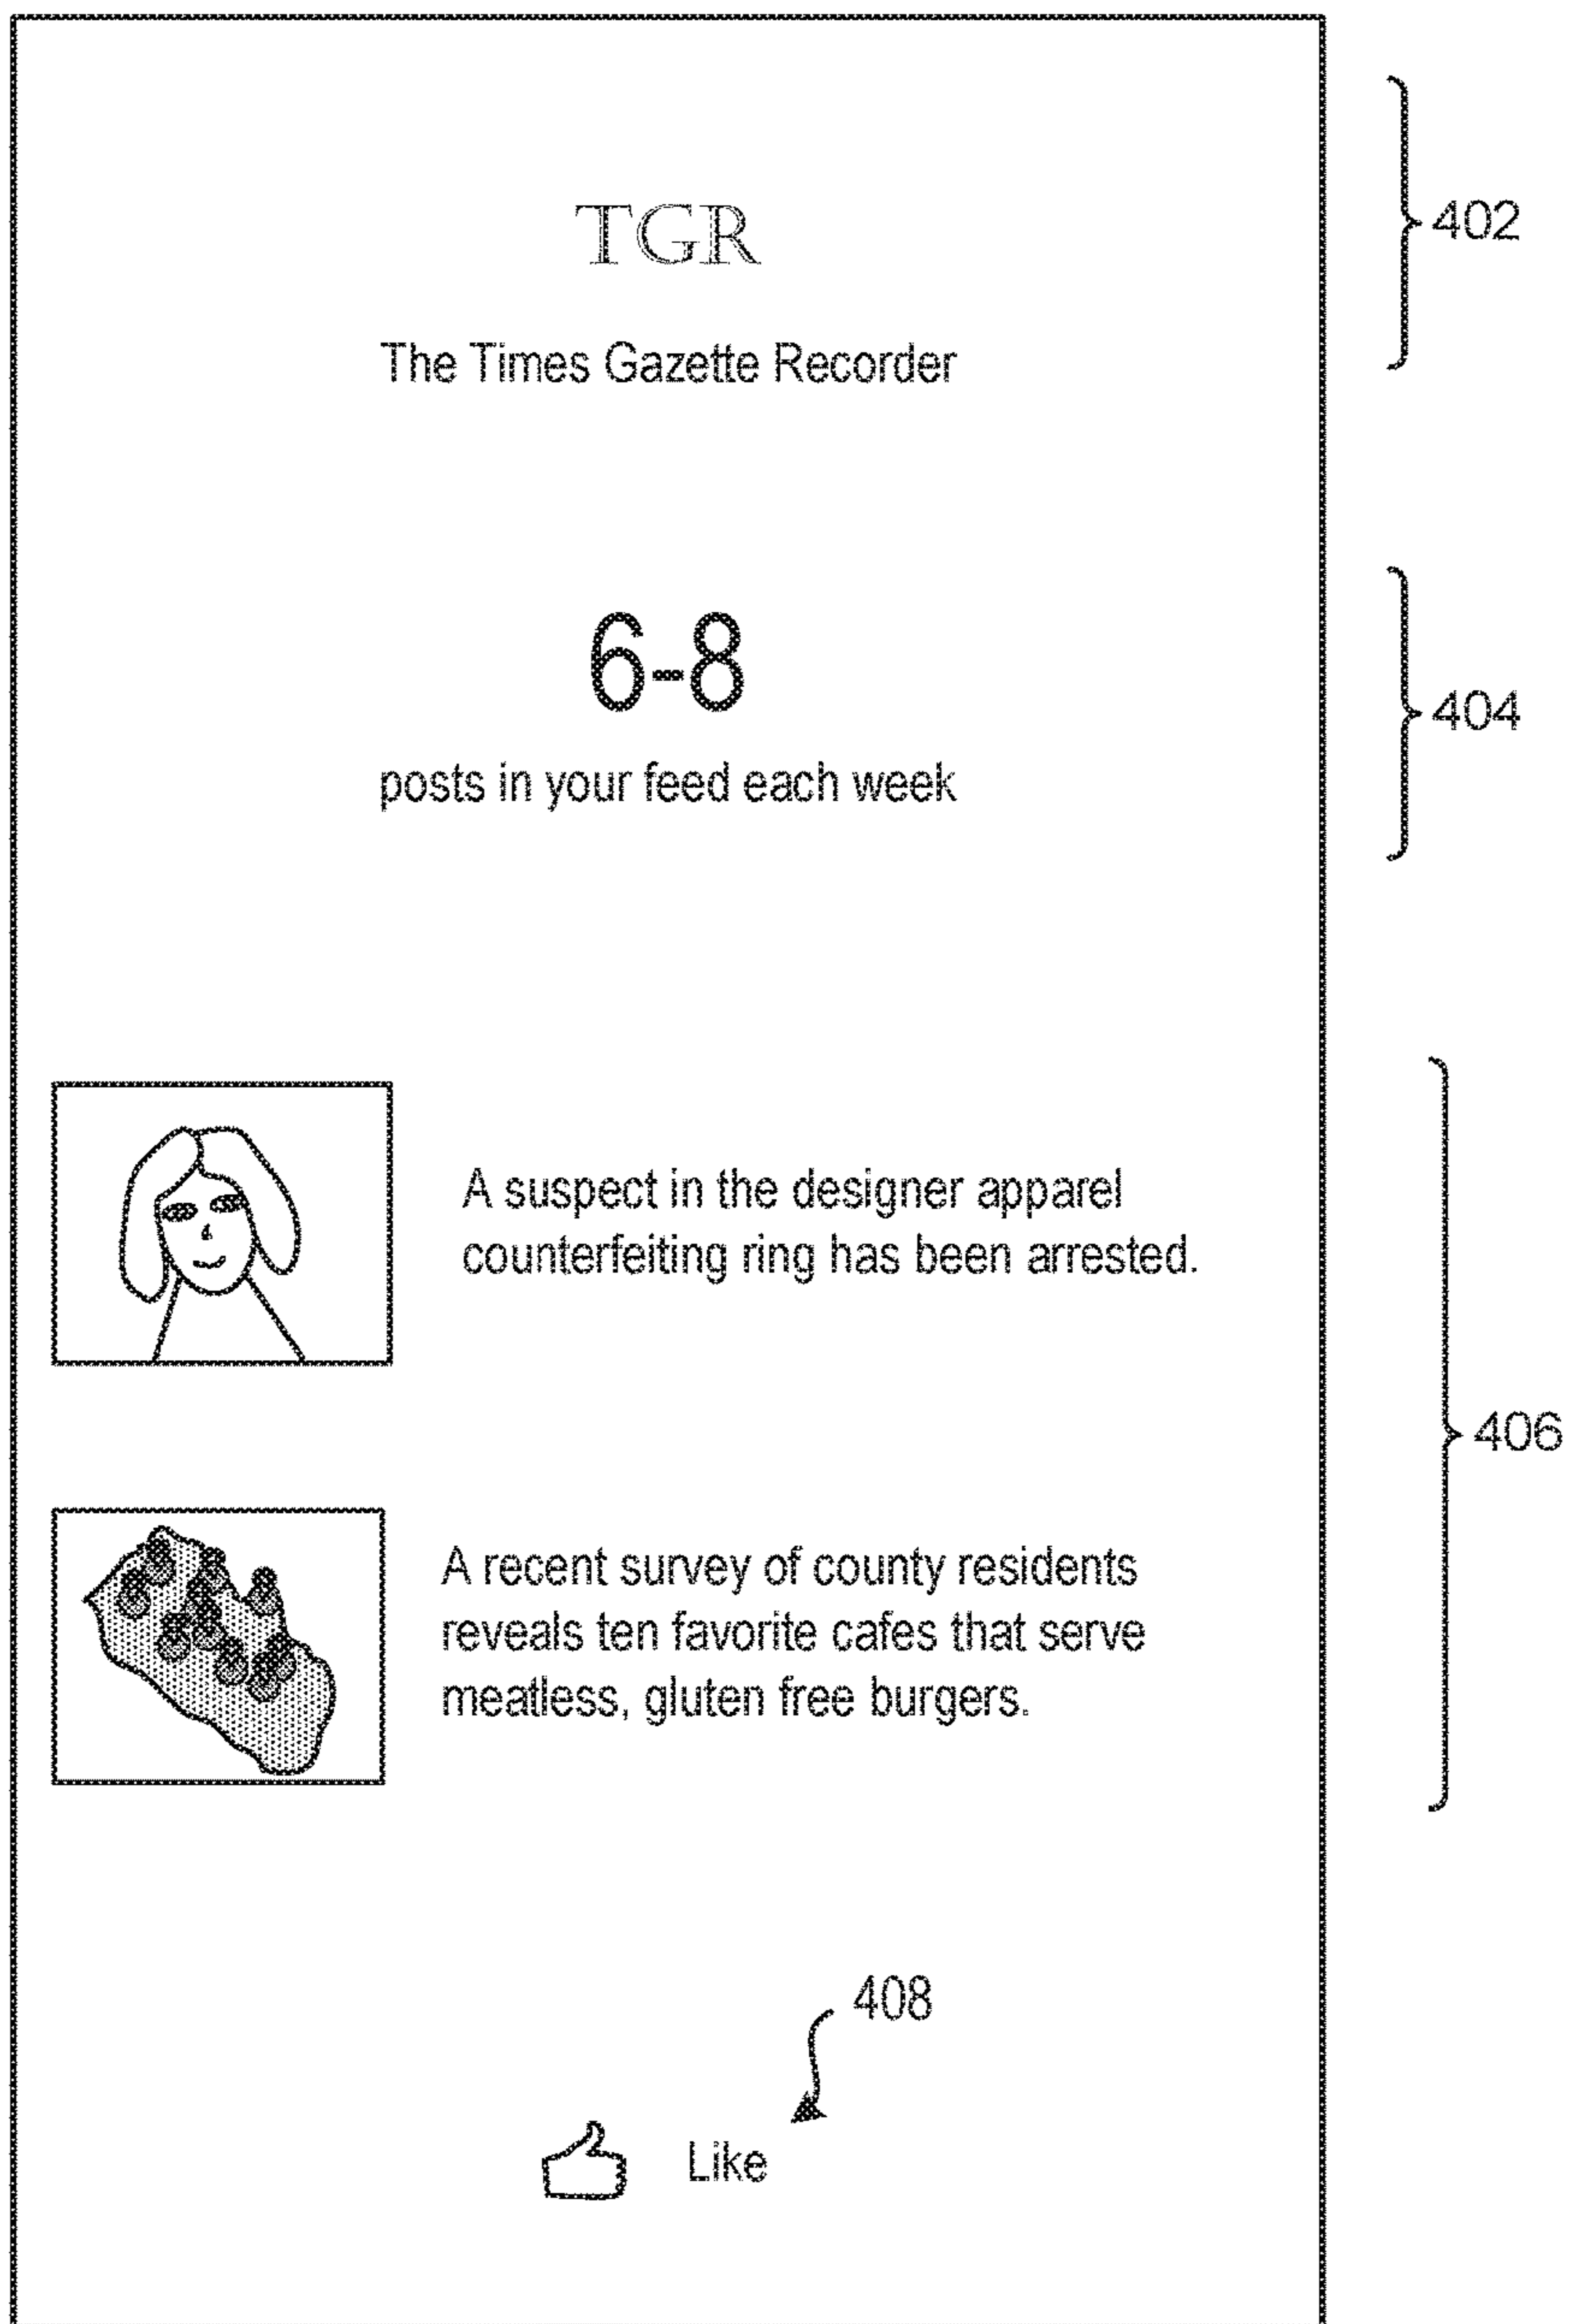 TGR
402
The Times Gazette Recorder
6-8
404
posts in your feed each week
A suspect in the designer apparel
counterfeiting ring has been arrested.
406
A recent survey of county residents
reveals ten favorite cafes that serve
meatless, gluten free burgers.
408
Like